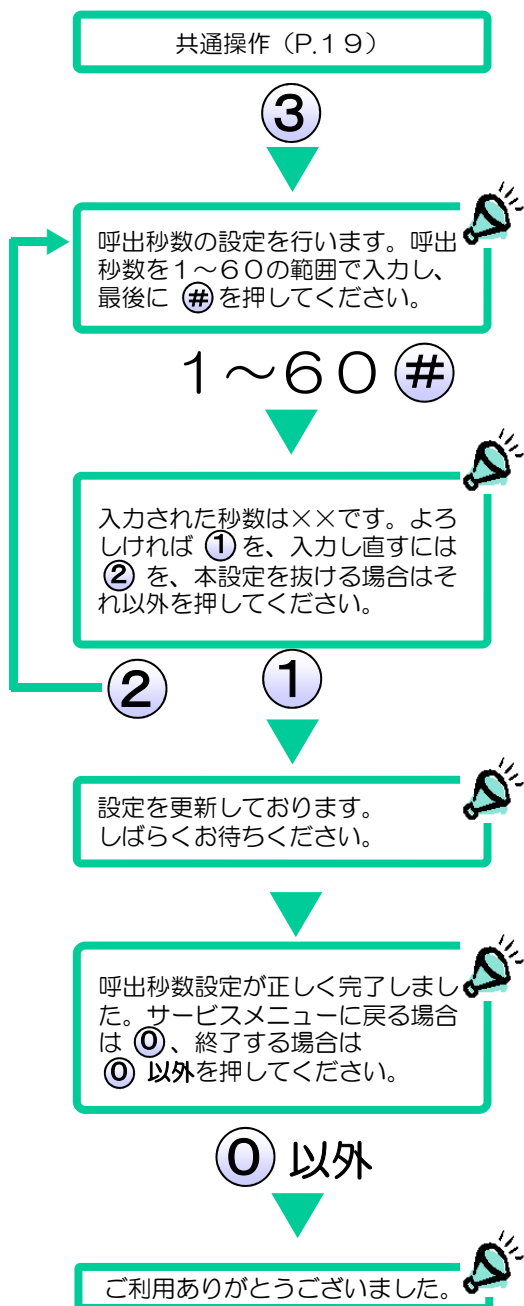 共通操作（P.１９）
③
呼出秒数の設定を行います。呼出
秒数を１～６０の範囲で入力し、
最後に ＃ を押してください。
１～６０ ＃
入力された秒数は××です。よろ
しければ ① を、入力し直すには
② を、本設定を抜ける場合はそ
れ以外を押してください。
② ①
設定を更新しております。
しばらくお待ちください。
呼出秒数設定が正しく完了しまし
た。サービスメニューに戻る場合
は ⓪、終了する場合は
⓪ 以外を押してください。
⓪ 以外
ご利用ありがとうございました。